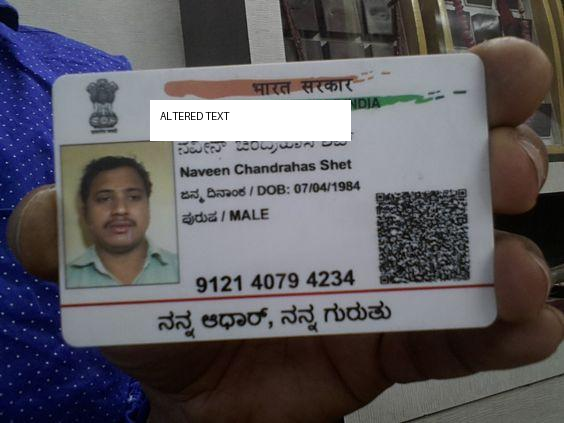 भारत सरकार
INDIA
ALTERED TEXT
Naveen Chandrahas Shet
ಜನ್ಮ ದಿನಾಂಕ / DOB: 07/04/1984
ಪುರುಷ / MALE
9121 4079 4234
ನನ್ನ ಆಧಾರ್, ನನ್ನ ಗುರುತು